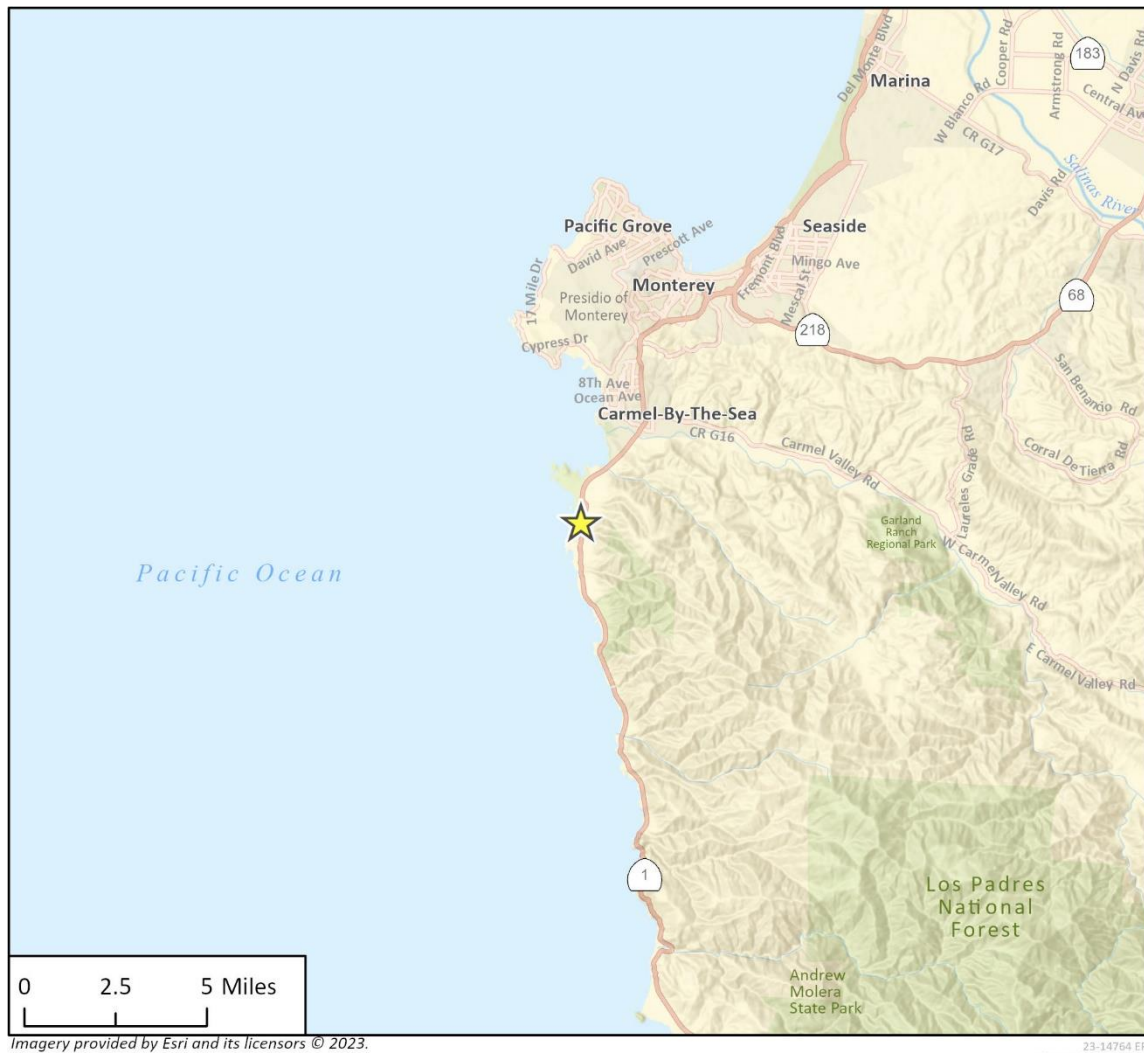 Del Monte Blvd
Marina
Cooper Rd
Armstrong Rd
183
N Davis Rd
Central Av
W Blanco Rd
CR G17
Davis Rd
Salinas River
Pacific Grove
David Ave
Prescott Ave
Seaside
Fremont Blvd
Mingo Ave
Mescal St
17 Mile Dr
Monterey
Presidio of
Monterey
68
218
Cypress Dr
8Th Ave
Ocean Ave
Carmel-By-The-Sea
CR G16
Carmel Valley Rd
San Benancio Rd
Corral De Tierra Rd
Laureles Grade Rd
Garland
Ranch
Regional Park
W Carmel Valley Rd
E Carmel Valley Rd
Pacific Ocean
1
Los Padres
National
Forest
Andrew
Molera
State Park
0 2.5 5 Miles
Imagery provided by Esri and its licensors © 2023.
23-14764 E